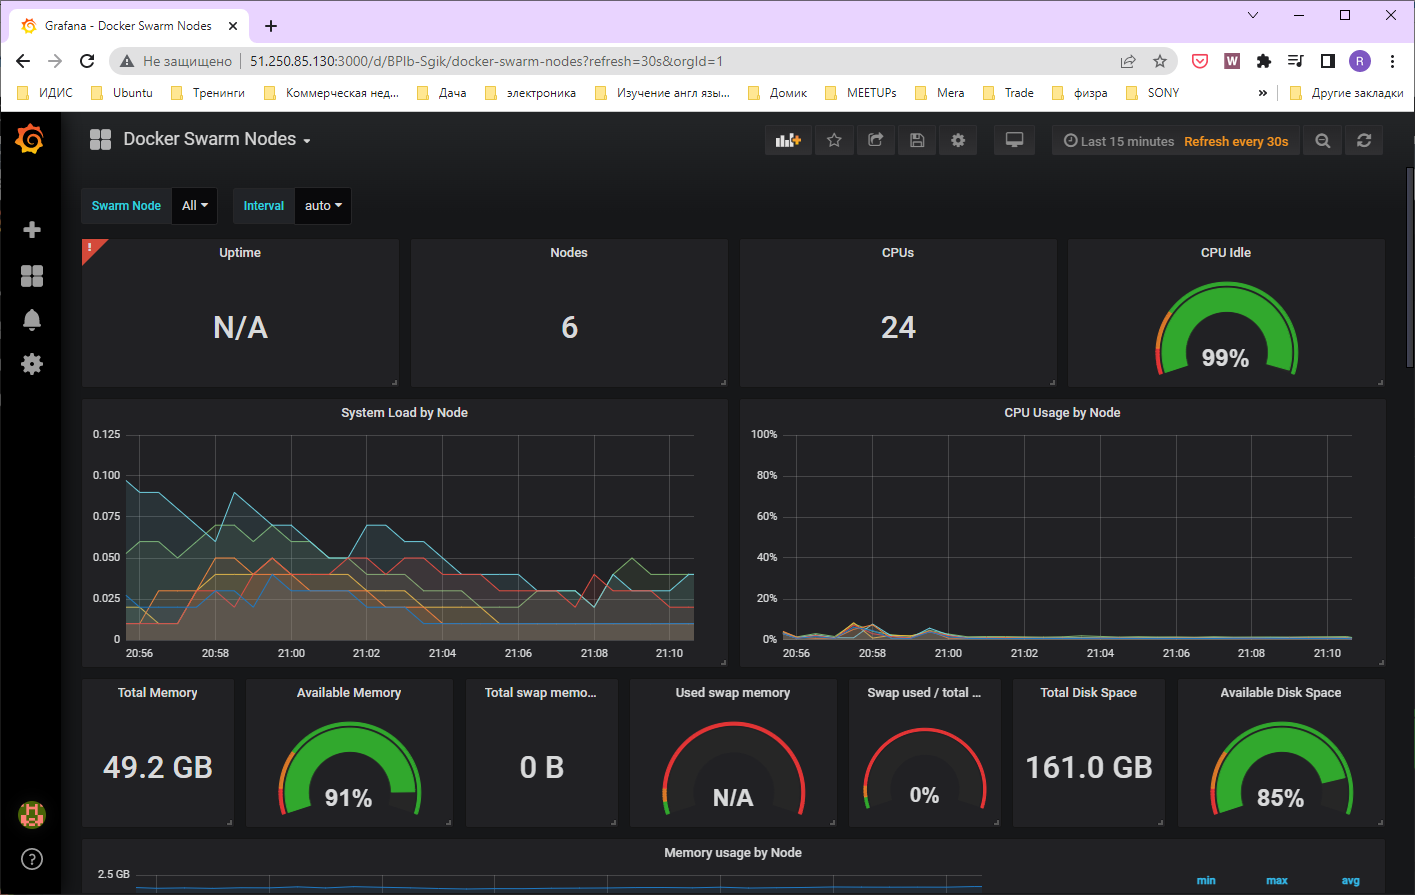 Grafana - Docker Swarm Nodes
Не защищено 51.250.85.130:3000/d/BPlb-Sgik/docker-swarm-nodes?refresh=30s&orgId=1
W R
ИДИС Ubuntu Тренинги Коммерческая нед... Дача электроника Изучение англ язы... Домик MEETUPs Мега Trade физра SONY » Другие закладки
Docker Swarm Nodes Last 15 minutes Refresh every 30s
Swarm Node All Interval auto
! Uptime Nodes CPUs CPU Idle
N/A 6 24 99%
System Load by Node
0.125
0.100
0.075
0.050
0.025
0
20:56 20:58 21:00 21:02 21:04 21:06 21:08 21:10
CPU Usage by Node
100%
80%
60%
40%
20%
0%
20:56 20:58 21:00 21:02 21:04 21:06 21:08 21:10
Total Memory Available Memory Total swap memo... Used swap memory Swap used / total ... Total Disk Space Available Disk Space
49.2 GB 91% 0 B N/A 0% 161.0 GB 85%
Memory usage by Node
2.5 GB
min max avg
?